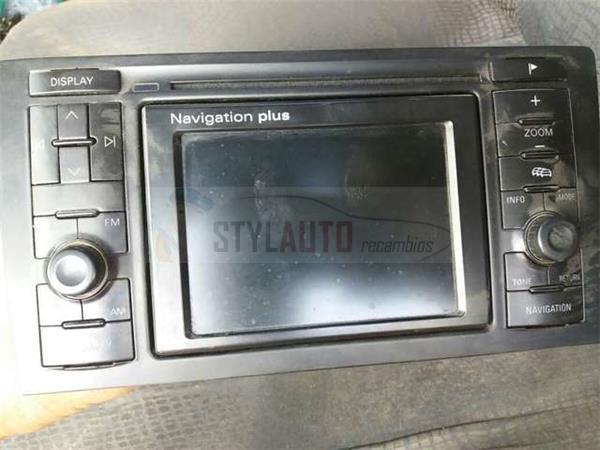 DISPLAY
Navigation plus
ZOOM
INFO
MODE
FM
STYLAUTO
recambios
AM
TONE
RETURN
NAVIGATION